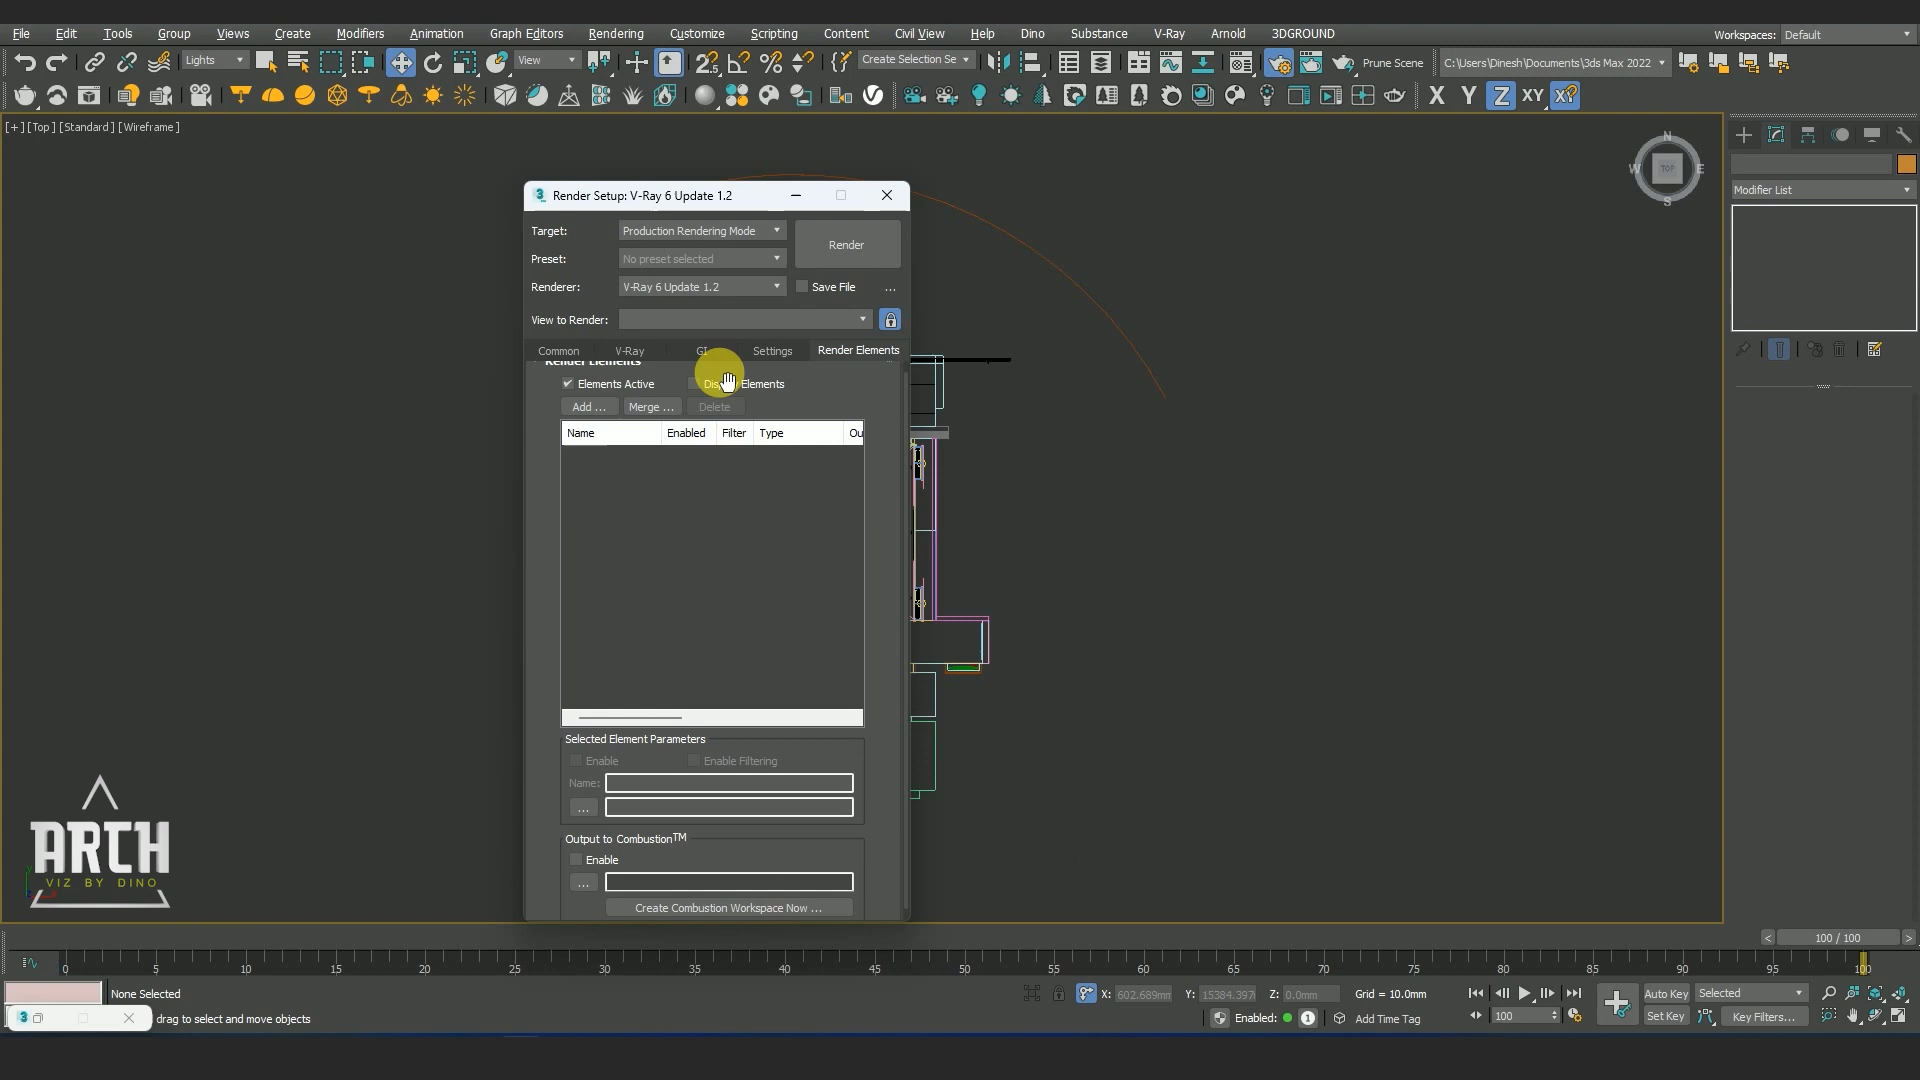 File Edit Tools Group Views Create Modifiers Animation Graph Editors Rendering Customize Scripting Content Civil View Help Dino Substance V-Ray Arnold 3DGROUND
Workspaces: Default
Lights View Create Selection Se Prune Scene C:\Users\Dinesh\Documents\3ds Max 2022
X Y Z XY
[+] [Top] [Standard] [Wireframe]
N
W TOP E
S
Modifier List
Render Setup: V-Ray 6 Update 1.2
Target: Production Rendering Mode
Render
Preset: No preset selected
Renderer: V-Ray 6 Update 1.2 Save File ...
View to Render:
Common V-Ray GI Settings Render Elements
Render Elements
Elements Active Elements
Add ... Merge ... Delete
Name Enabled Filter Type Ou
Selected Element Parameters
Enable Enable Filtering
Name:
...
Output to Combustion™
Enable
...
Create Combustion Workspace Now ...
ARCH
VIZ BY DINO
100 / 100
0 5 10 15 20 25 30 35 40 45 50 55 60 65 70 75 80 85 90 95 100
None Selected
X: 602.689mm Y: 15384.397 Z: 0.0mm Grid = 10.0mm
Auto Key Selected
drag to select and move objects
Enabled: 1 Add Time Tag
100 Set Key Key Filters...